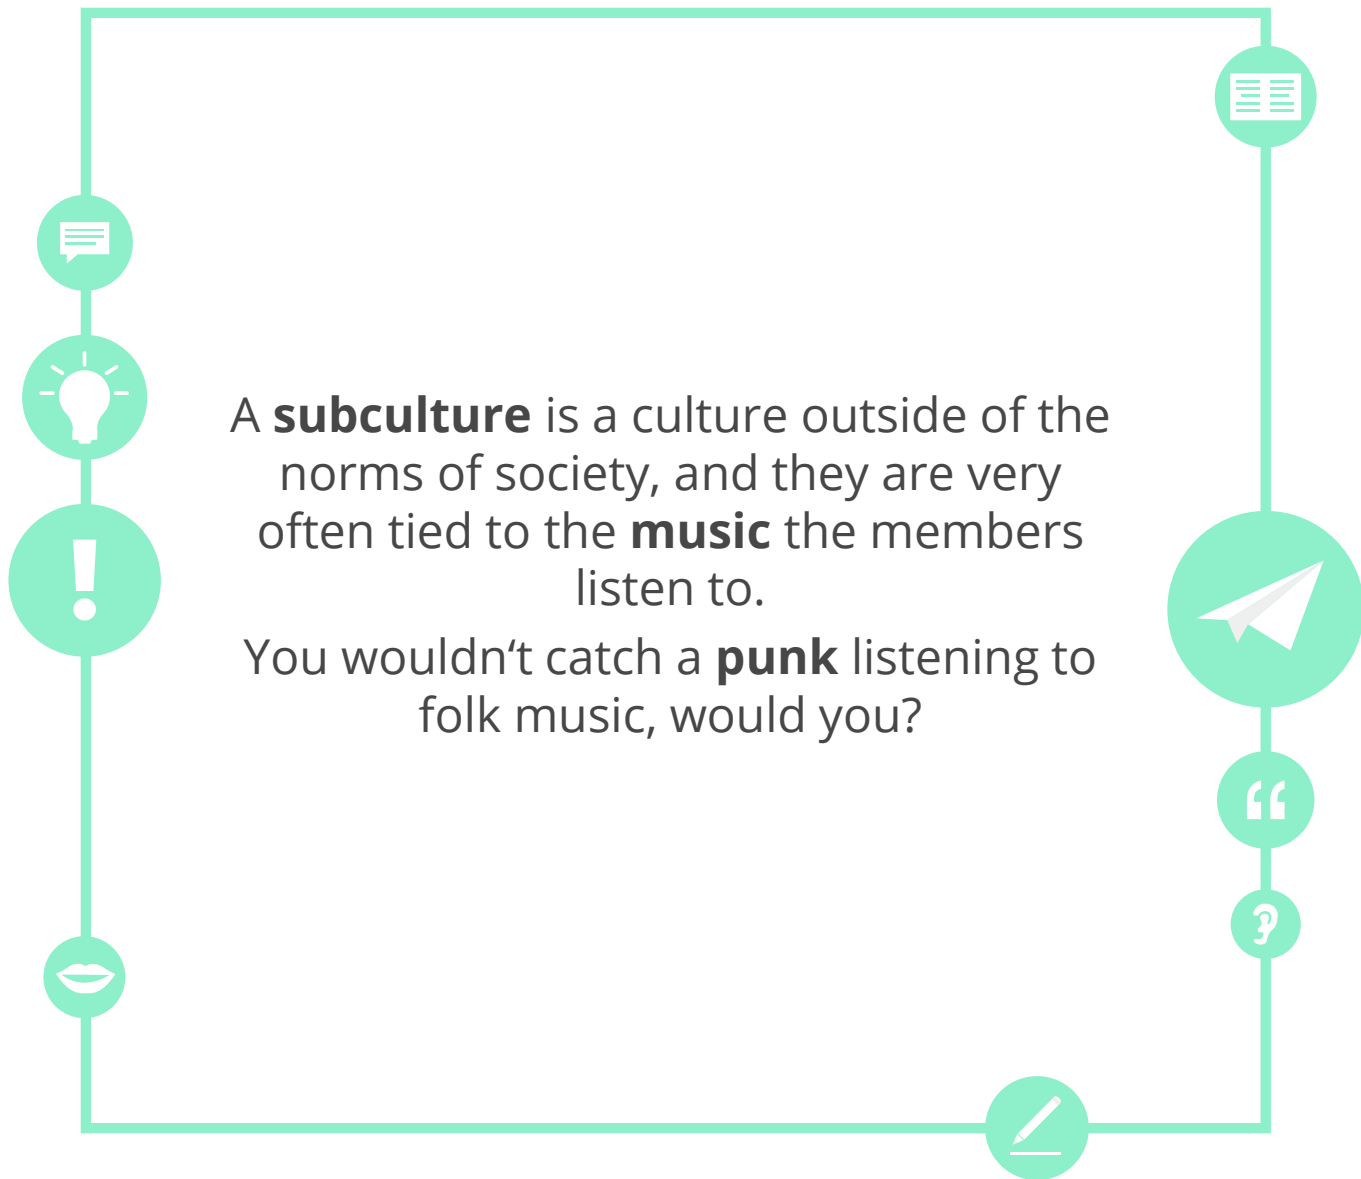 A subculture is a culture outside of the
norms of society, and they are very
often tied to the music the members
listen to.
You wouldn‘t catch a punk listening to
folk music, would you?